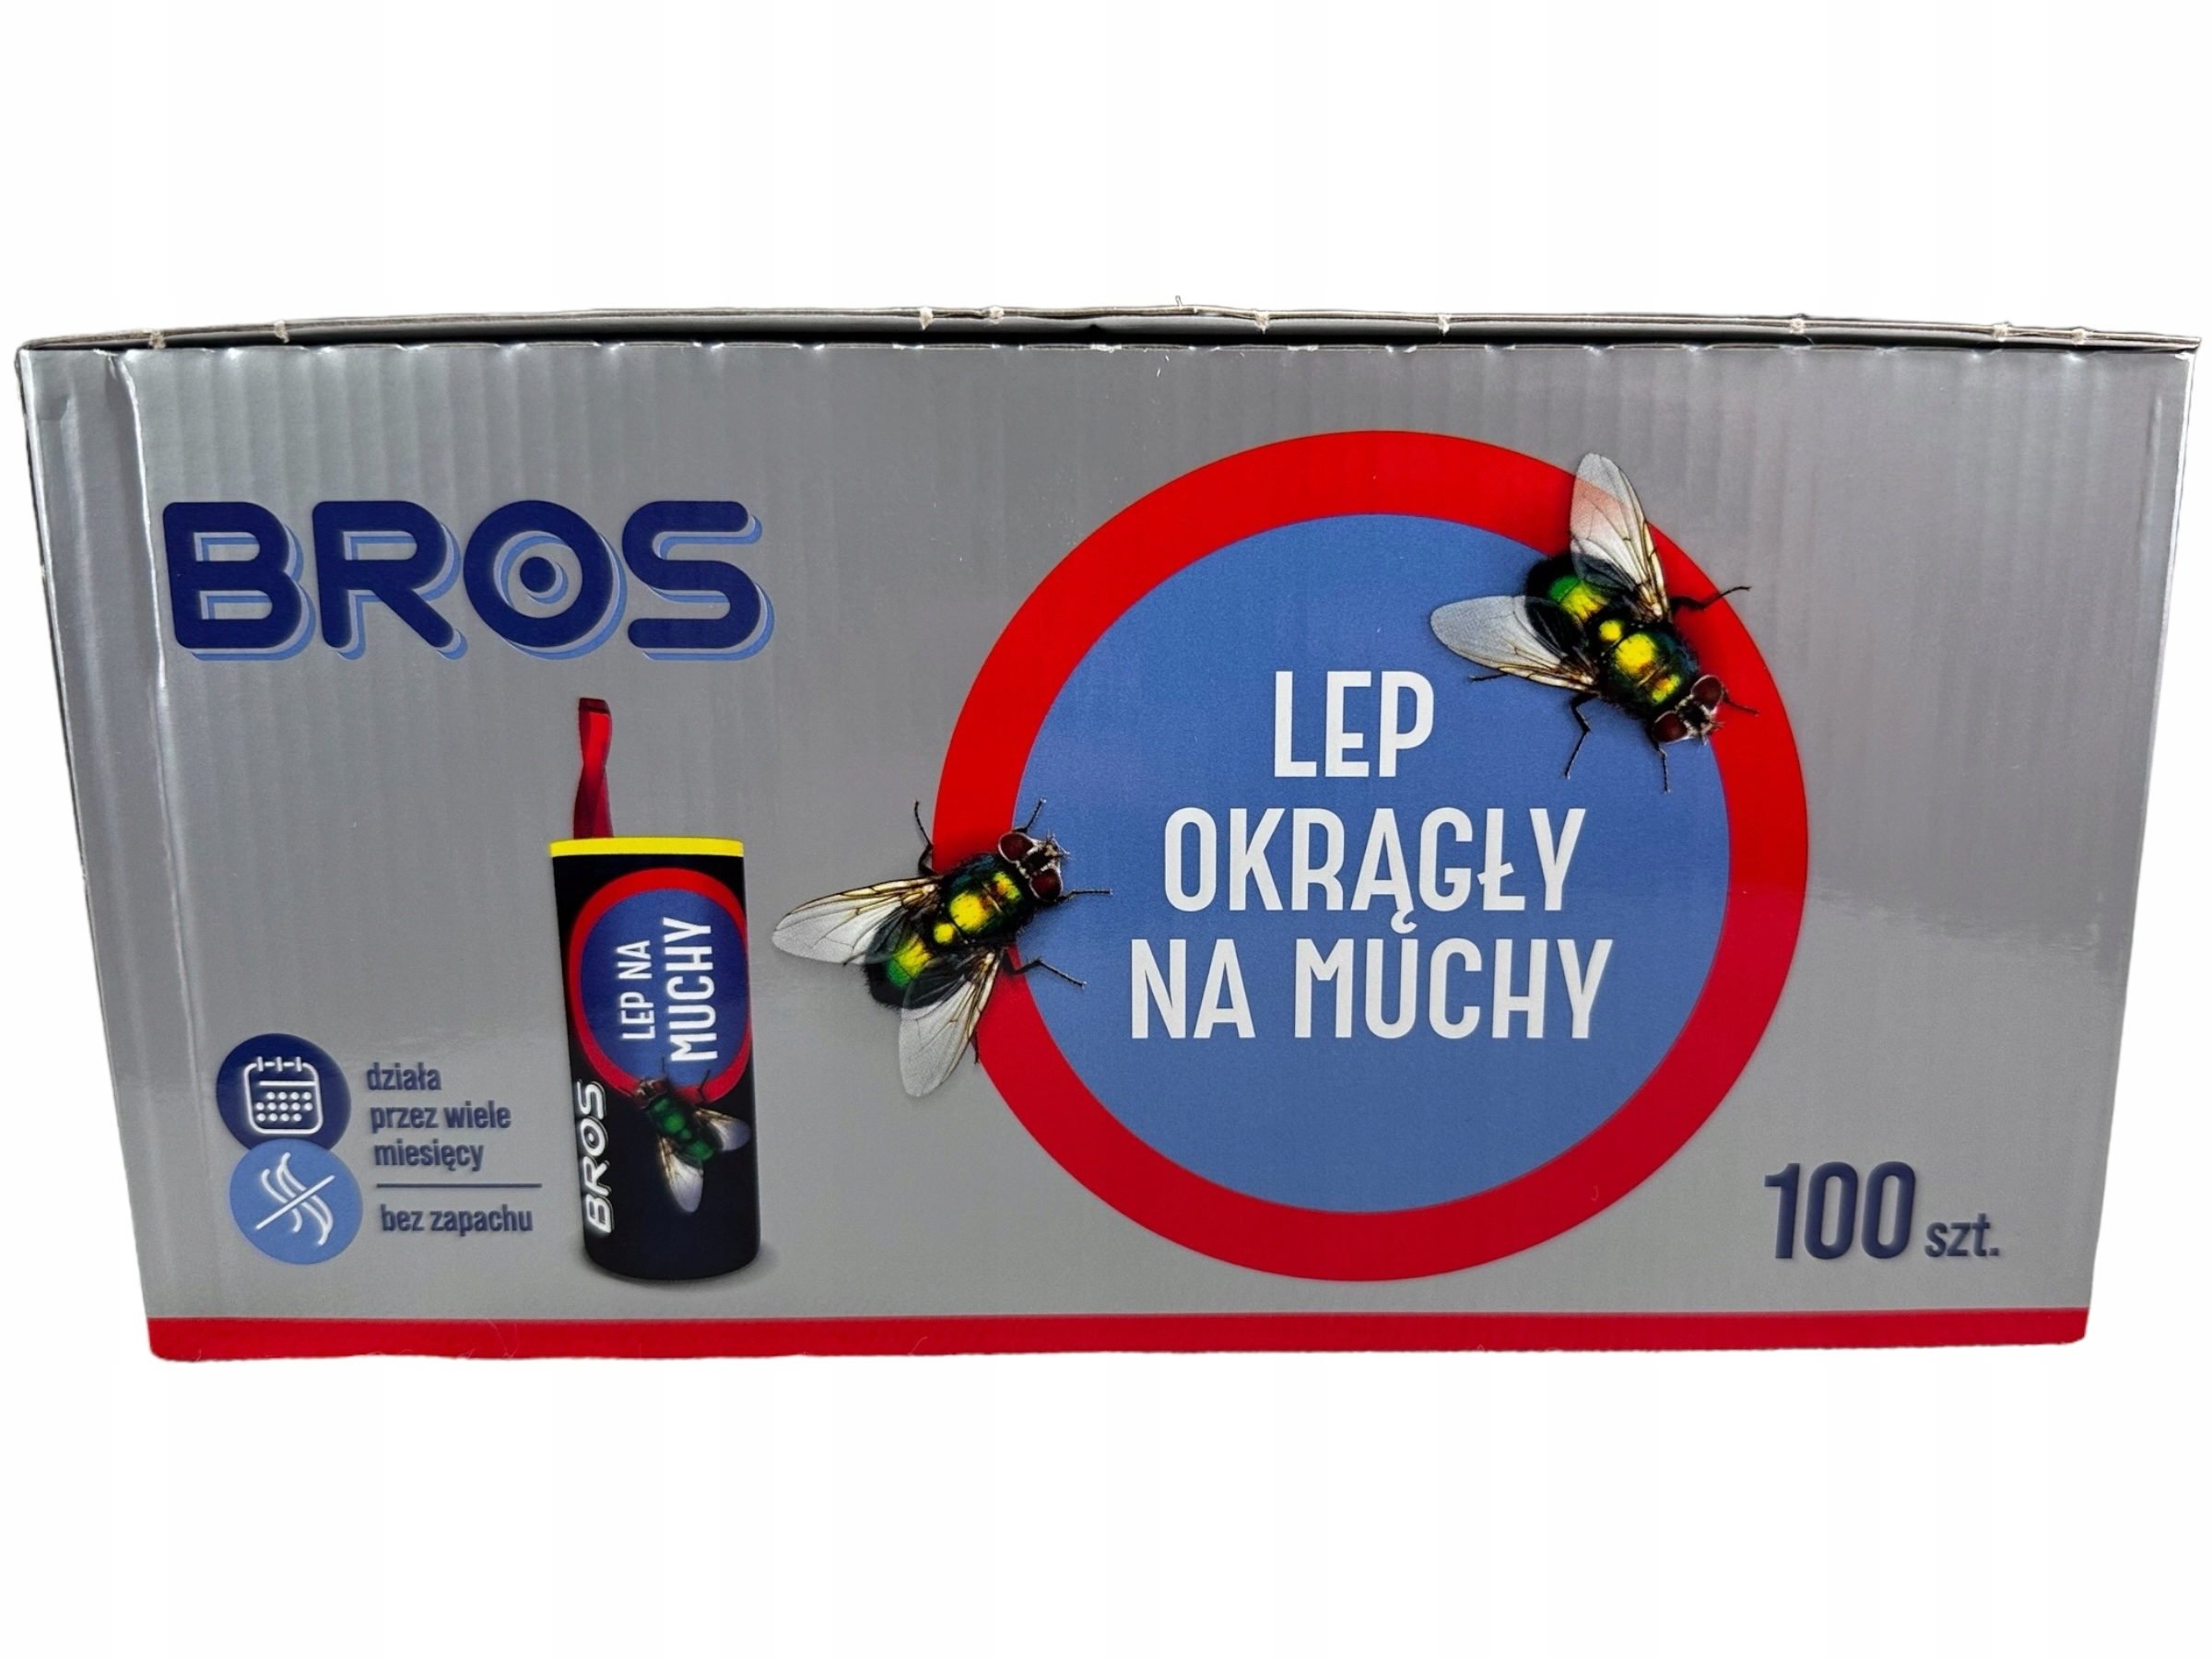 BROS
LEP
OKRĄGŁY
NA MUCHY
LEP NA
MUCHY
BROS
działa
przez wiele
miesięcy
bez zapachu
100 szt.